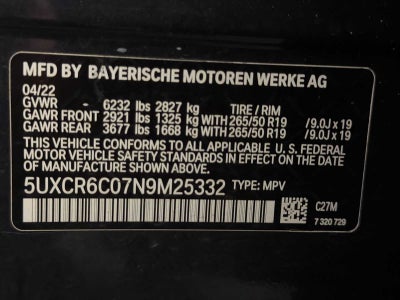 MFD BY BAYERISCHE MOTOREN WERKE AG
04/22
GVWR - 6232 lbs 2827 kg TIRE / RIM
GAWR FRONT 2921 lbs 1325 kg WITH 265/50 R19 /9.0J x 19
GAWR REAR 3677 lbs 1668 kg WITH 265/50 R19 /9.0J x 19
THIS VEHICLE CONFORMS TO ALL APPLICABLE U.S. FEDERAL
MOTOR VEHICLE SAFETY STANDARDS IN EFFECT ON THE
DATE OF MANUFACTURE SHOWN ABOVE.
5UXCR6C07N9M25332 TYPE: MPV
C27M
7 320 729